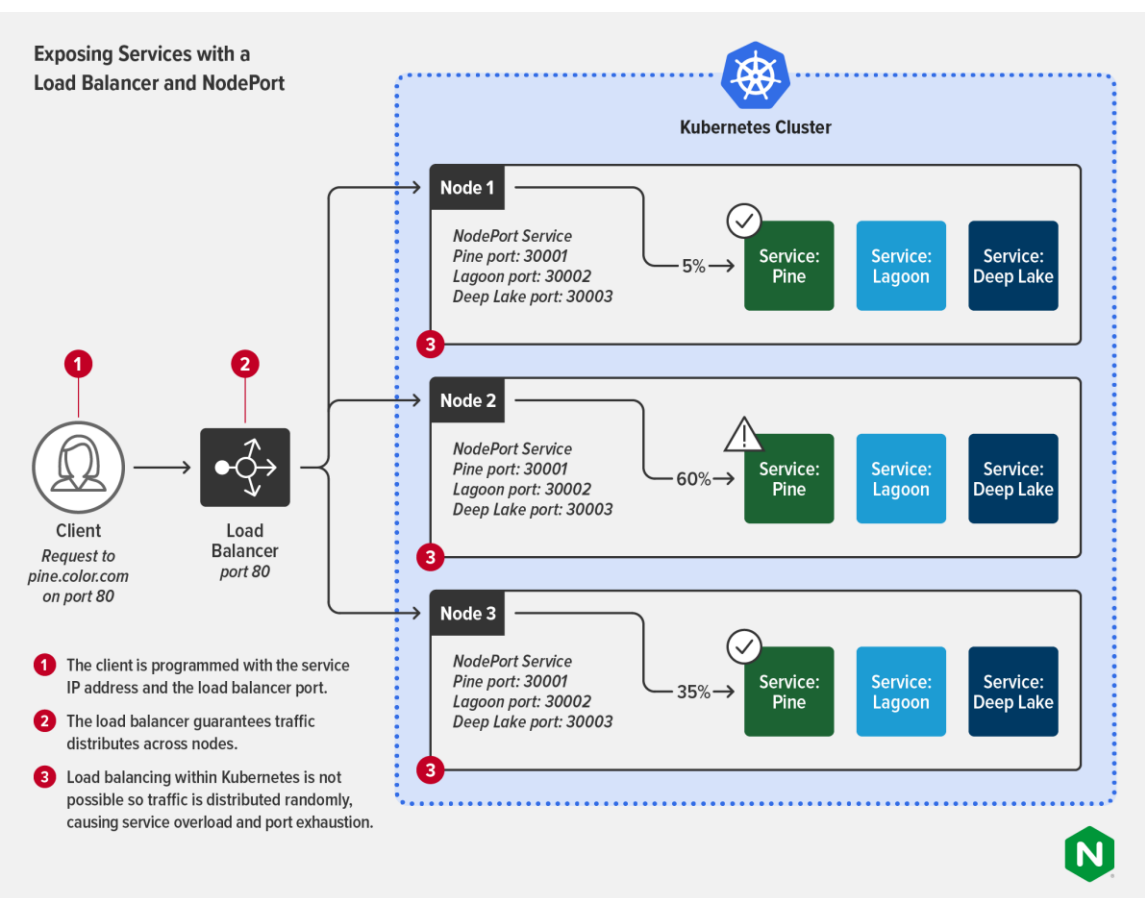 Exposing Services with a
Load Balancer and NodePort
Kubernetes Cluster
Node 1
NodePort Service
Pine port: 30001
Lagoon port: 30002
Deep Lake port: 30003
5%
Service:
Pine
Service:
Lagoon
Service:
Deep Lake
3
Node 2
NodePort Service
Pine port: 30001
Lagoon port: 30002
Deep Lake port: 30003
60%
Service:
Pine
Service:
Lagoon
Service:
Deep Lake
3
Node 3
NodePort Service
Pine port: 30001
Lagoon port: 30002
Deep Lake port: 30003
35%
Service:
Pine
Service:
Lagoon
Service:
Deep Lake
3
1
Client
Request to
pine.color.com
on port 80
2
Load
Balancer
port 80
1 The client is programmed with the service
IP address and the load balancer port.
2 The load balancer guarantees traffic
distributes across nodes.
3 Load balancing within Kubernetes is not
possible so traffic is distributed randomly,
causing service overload and port exhaustion.
N